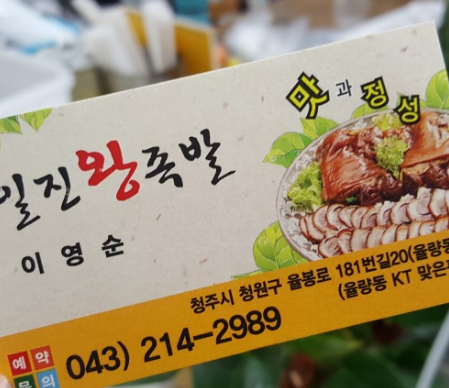 맛과 정성
일진왕족발
이영순
청주시 청원구 율봉로 181번길20(율량동
(율량동 KT 맞은
예약
문의
043) 214-2989